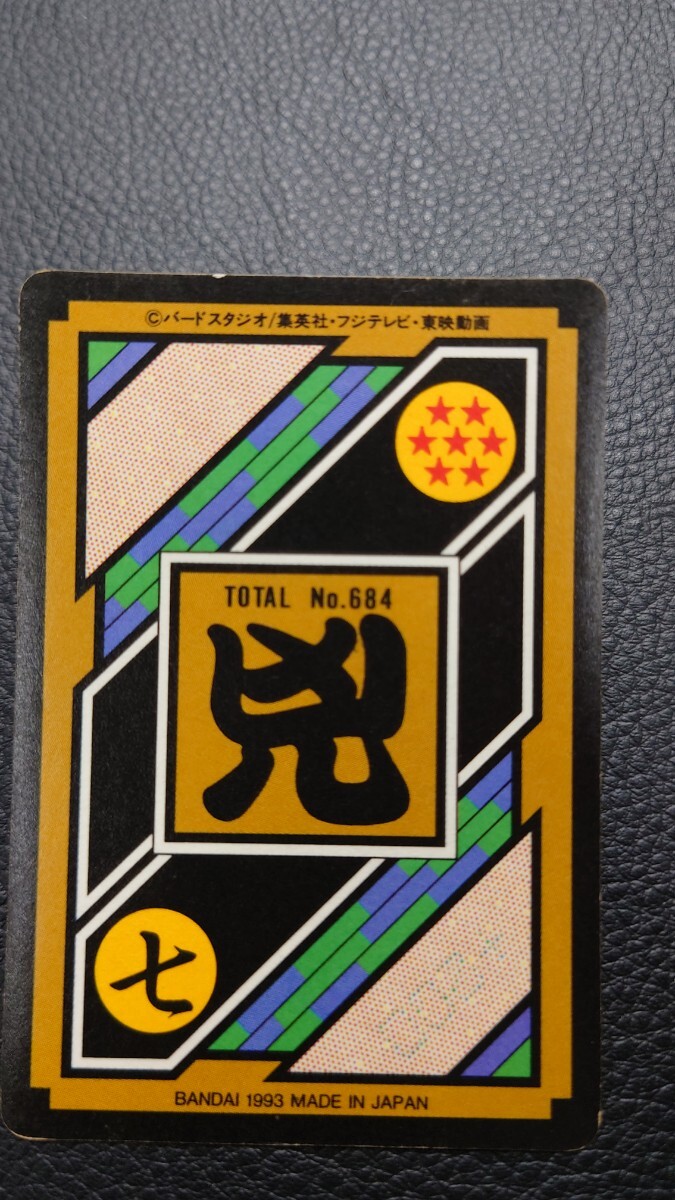 ©バードスタジオ/集英社・フジテレビ・東映動画
TOTAL No.684
兇
七
BANDAI 1993 MADE IN JAPAN